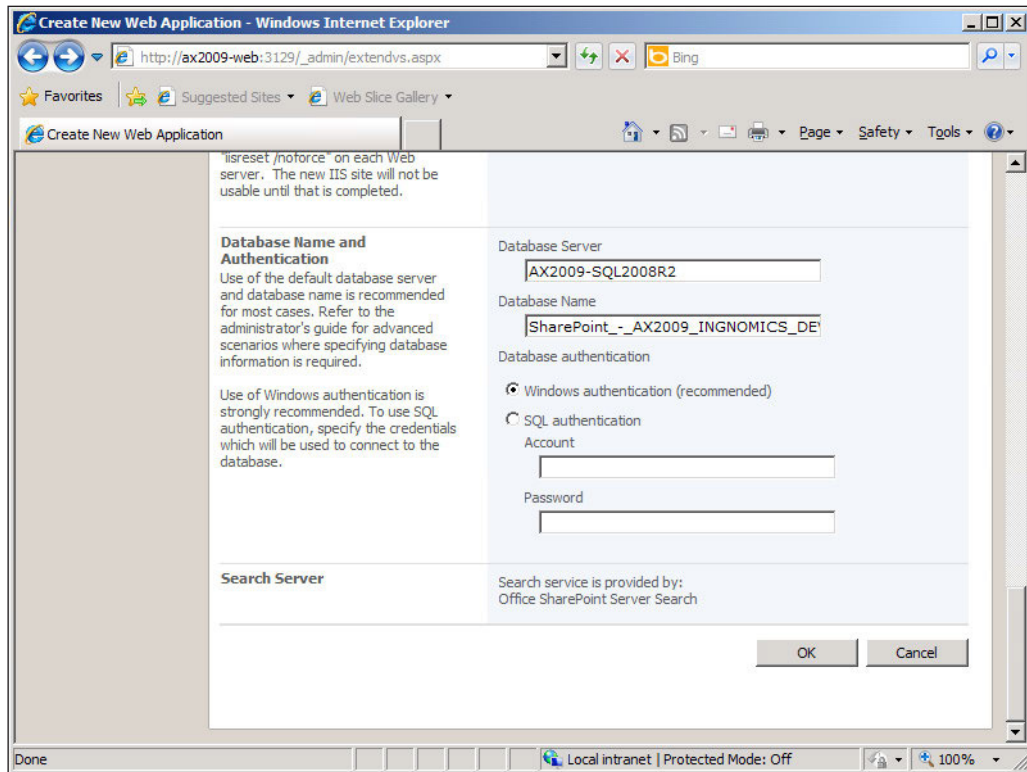 Create New Web Application - Windows Internet Explorer
http://ax2009-web:3129/_admin/extendvs.aspx
Bing
Favorites
Suggested Sites
Web Slice Gallery
Create New Web Application
Page
Safety
Tools
"iisreset /noforce" on each Web
server. The new IIS site will not be
usable until that is completed.
Database Name and
Authentication
Use of the default database server
and database name is recommended
for most cases. Refer to the
administrator's guide for advanced
scenarios where specifying database
information is required.
Use of Windows authentication is
strongly recommended. To use SQL
authentication, specify the credentials
which will be used to connect to the
database.
Database Server
AX2009-SQL2008R2
Database Name
SharePoint_-_AX2009_INGNOMICS_DE
Database authentication
Windows authentication (recommended)
SQL authentication
Account
Password
Search Server
Search service is provided by:
Office SharePoint Server Search
OK
Cancel
Done
Local intranet | Protected Mode: Off
100%